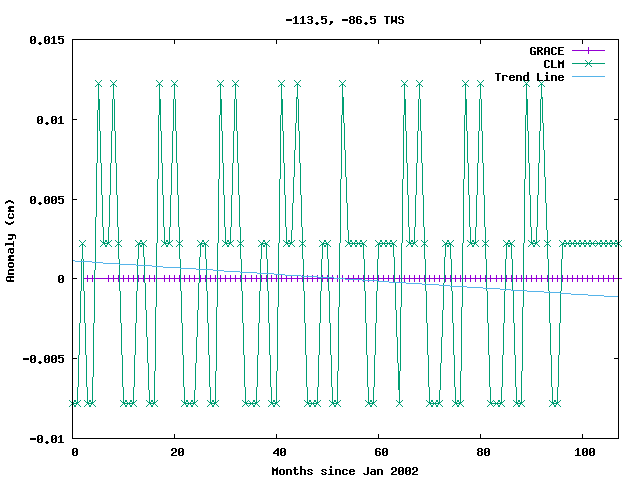 -113.5, -86.5 TWS
GRACE
CLM
Trend Line
0.015
0.01
0.005
0
-0.005
-0.01
Anomaly (cm)
0 20 40 60 80 100
Months since Jan 2002